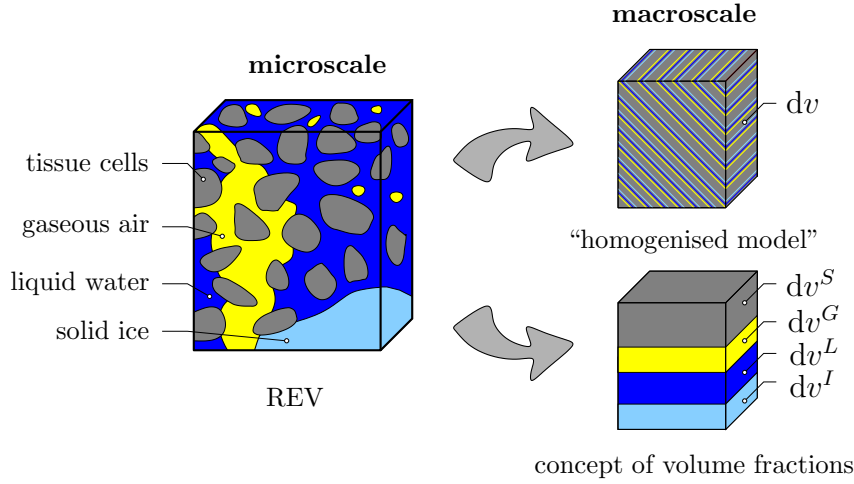 microscale
tissue cells
gaseous air
liquid water
solid ice
REV
macroscale
dv
“homogenised model”
dv^S
dv^G
dv^L
dv^I
concept of volume fractions